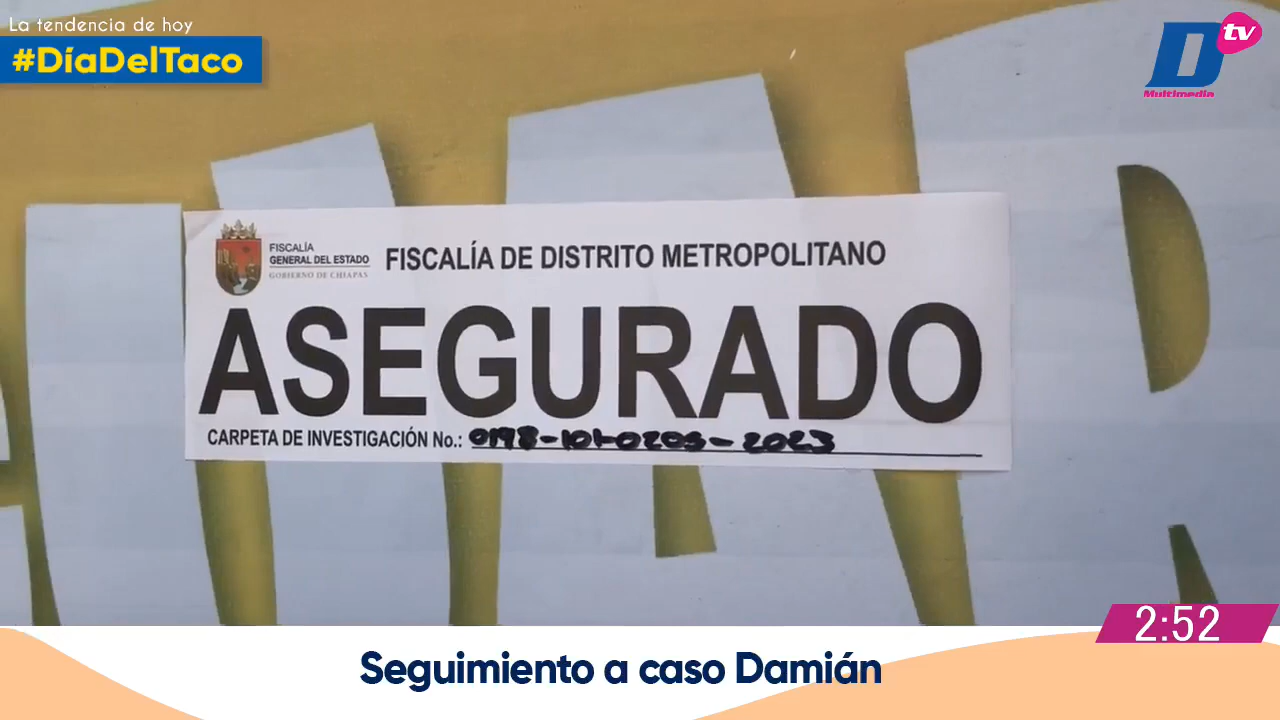 La tendencia de hoy
#DíaDelTaco
D tv
Multimedia
FISCALÍA
GENERAL DEL ESTADO
GOBIERNO DE CHIAPAS
FISCALÍA DE DISTRITO METROPOLITANO
ASEGURADO
CARPETA DE INVESTIGACIÓN No.: 0198-101-0205-2023
2:52
Seguimiento a caso Damián